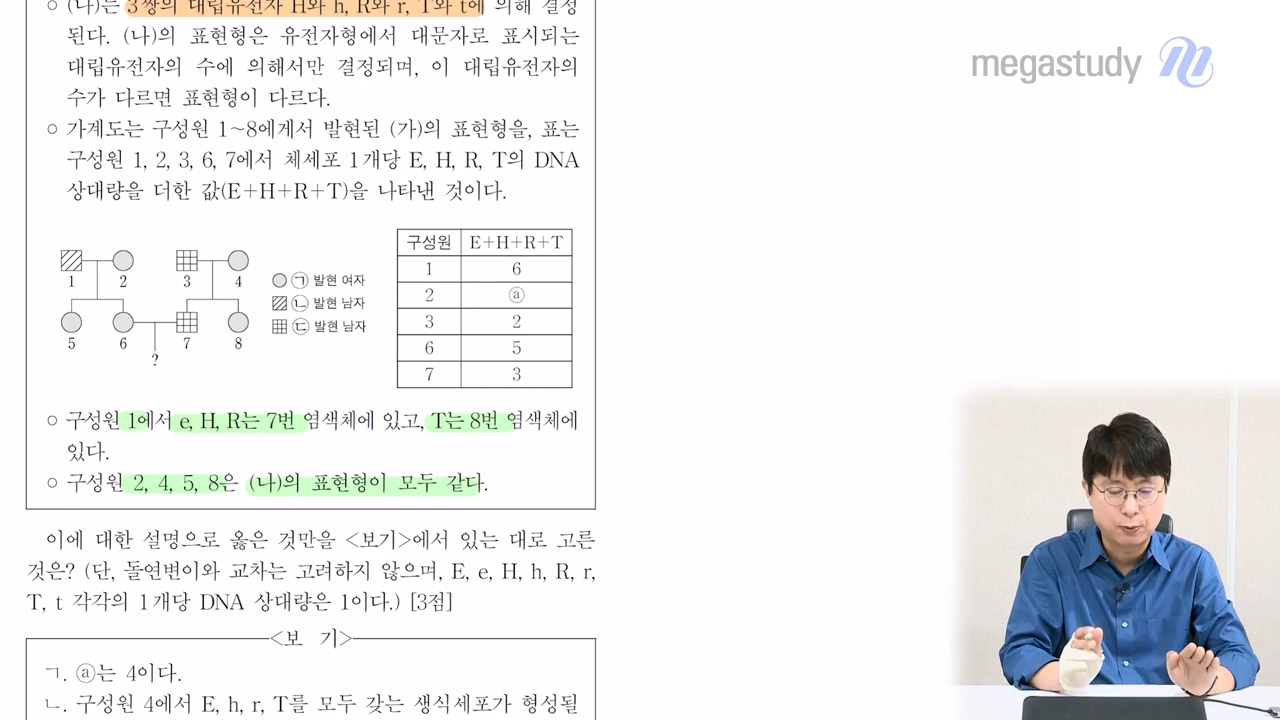 ○ (나)는 3쌍의 대립유전자 H와 h, R와 r, T와 t에 의해 결정
된다. (나)의 표현형은 유전자형에서 대문자로 표시되는
대립유전자의 수에 의해서만 결정되며, 이 대립유전자의
수가 다르면 표현형이 다르다.
○ 가계도는 구성원 1~8에게서 발현된 (가)의 표현형을, 표는
구성원 1, 2, 3, 6, 7에서 체세포 1개당 E, H, R, T의 DNA
상대량을 더한 값(E+H+R+T)을 나타낸 것이다.
1 2 3 4
5 6 7 8
?
㉠ 발현 여자
㉡ 발현 남자
㉢ 발현 남자
구성원 E+H+R+T
1 6
2 ⓐ
3 2
6 5
7 3
○ 구성원 1에서 e, H, R는 7번 염색체에 있고, T는 8번 염색체에
있다.
○ 구성원 2, 4, 5, 8은 (나)의 표현형이 모두 같다.
이에 대한 설명으로 옳은 것만을 <보기>에서 있는 대로 고른
것은? (단, 돌연변이와 교차는 고려하지 않으며, E, e, H, h, R, r,
T, t 각각의 1개당 DNA 상대량은 1이다.) [3점]
<보 기>
ㄱ. ⓐ는 4이다.
ㄴ. 구성원 4에서 E, h, r, T를 모두 갖는 생식세포가 형성될
megastudy